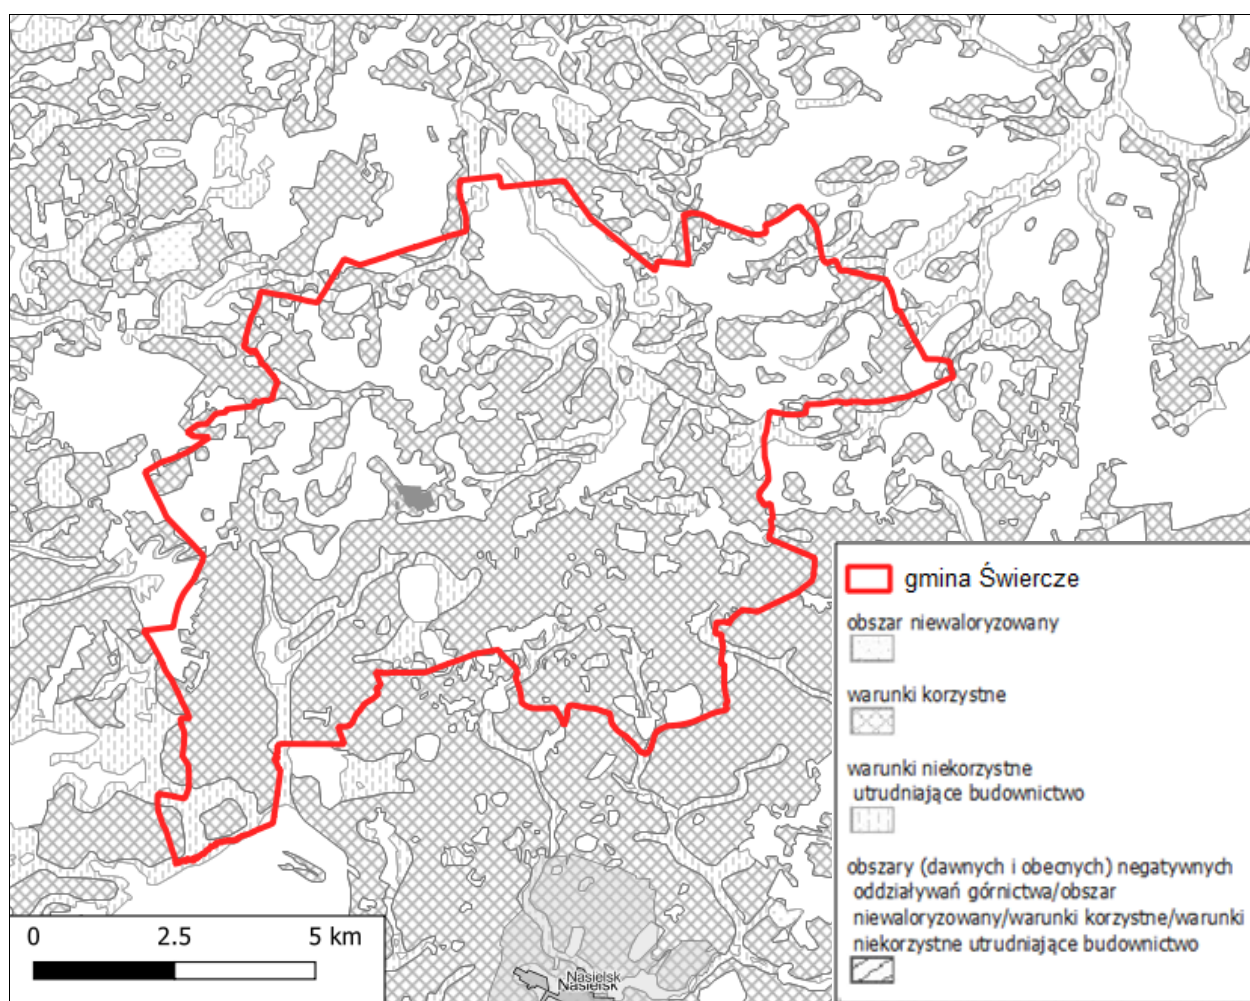 gmina Świercze
obszar niewaloryzowany
warunki korzystne
warunki niekorzystne
utrudniające budownictwo
obszary (dawnych i obecnych) negatywnych
oddziaływań górnictwa/obszar
niewaloryzowany/warunki korzystne/warunki
niekorzystne utrudniające budownictwo
0 2.5 5 km
Nasielsk
Nasielsk